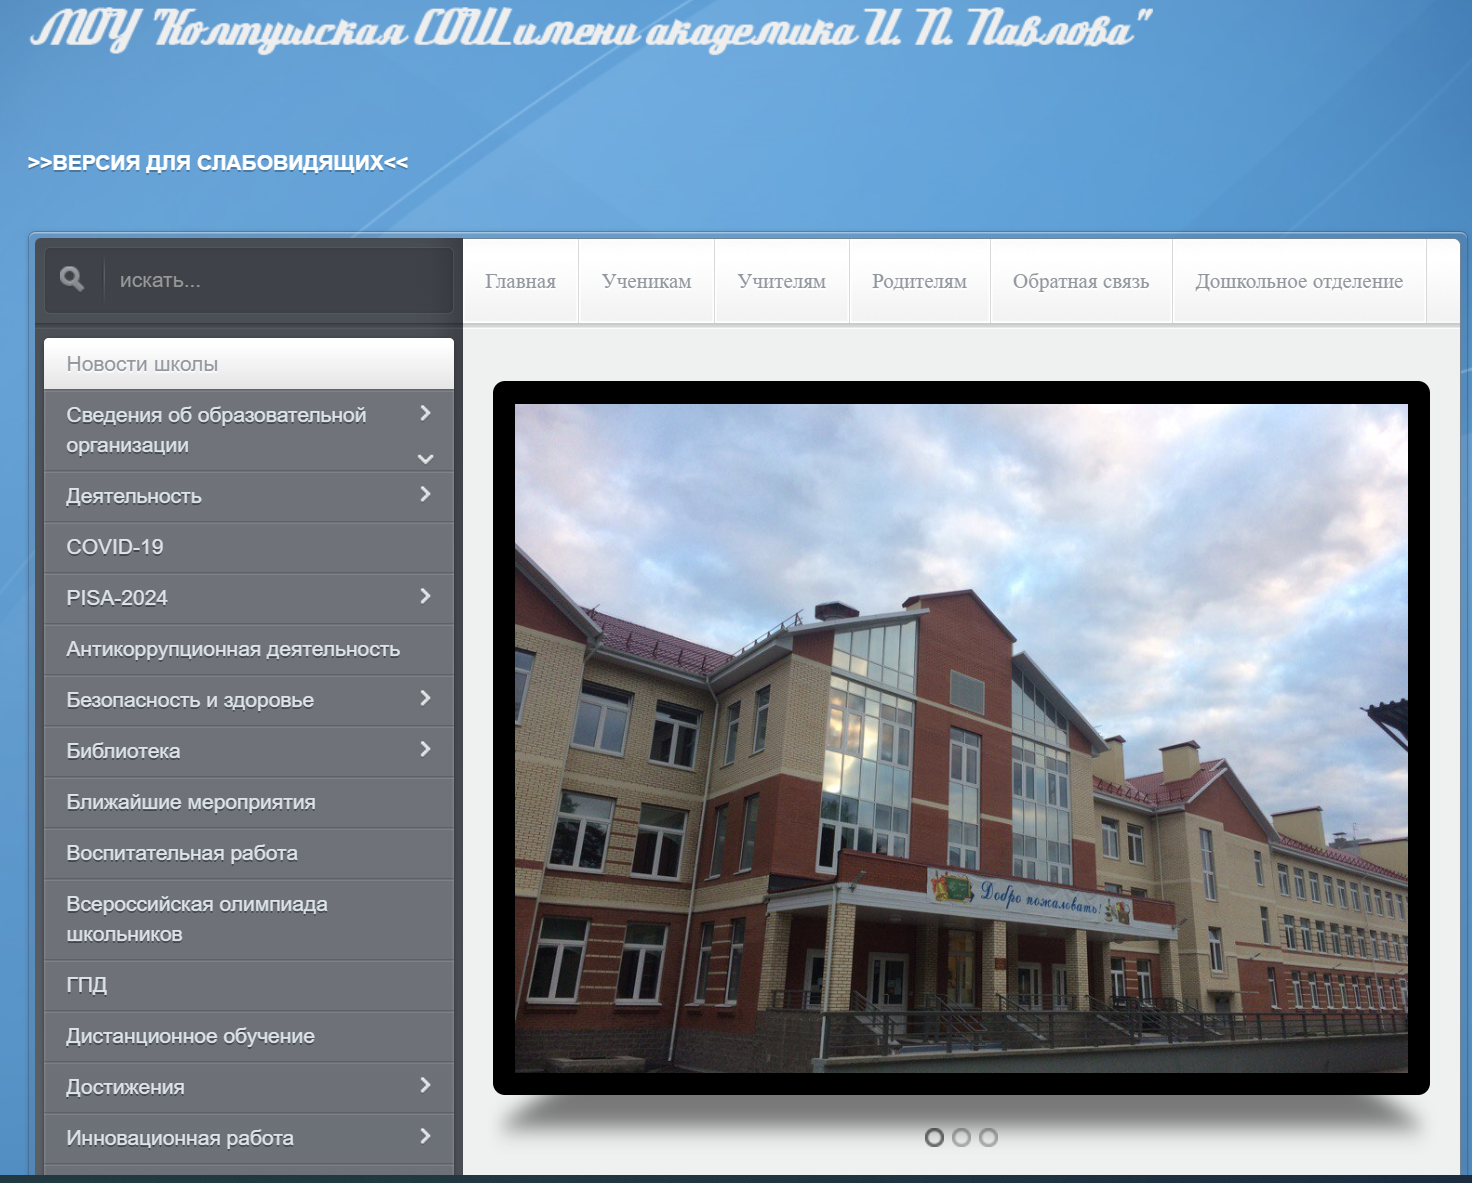 МОУ "Колтушская СОШ имени академика И. П. Павлова"
>>ВЕРСИЯ ДЛЯ СЛАБОВИДЯЩИХ<<
искать...
Главная
Ученикам
Учителям
Родителям
Обратная связь
Дошкольное отделение
Новости школы
Сведения об образовательной
организации
Деятельность
COVID-19
PISA-2024
Антикоррупционная деятельность
Безопасность и здоровье
Библиотека
Ближайшие мероприятия
Воспитательная работа
Всероссийская олимпиада
школьников
ГПД
Дистанционное обучение
Достижения
Инновационная работа
Добро пожаловать!